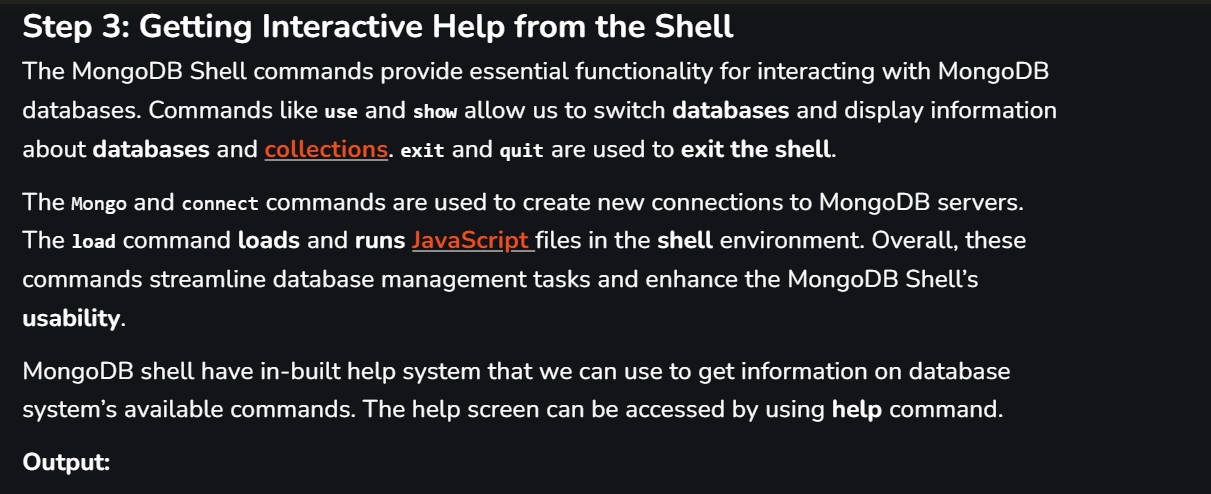 Step 3: Getting Interactive Help from the Shell
The MongoDB Shell commands provide essential functionality for interacting with MongoDB
databases. Commands like use and show allow us to switch databases and display information
about databases and collections. exit and quit are used to exit the shell.
The Mongo and connect commands are used to create new connections to MongoDB servers.
The load command loads and runs JavaScript files in the shell environment. Overall, these
commands streamline database management tasks and enhance the MongoDB Shell’s
usability.
MongoDB shell have in-built help system that we can use to get information on database
system’s available commands. The help screen can be accessed by using help command.
Output: